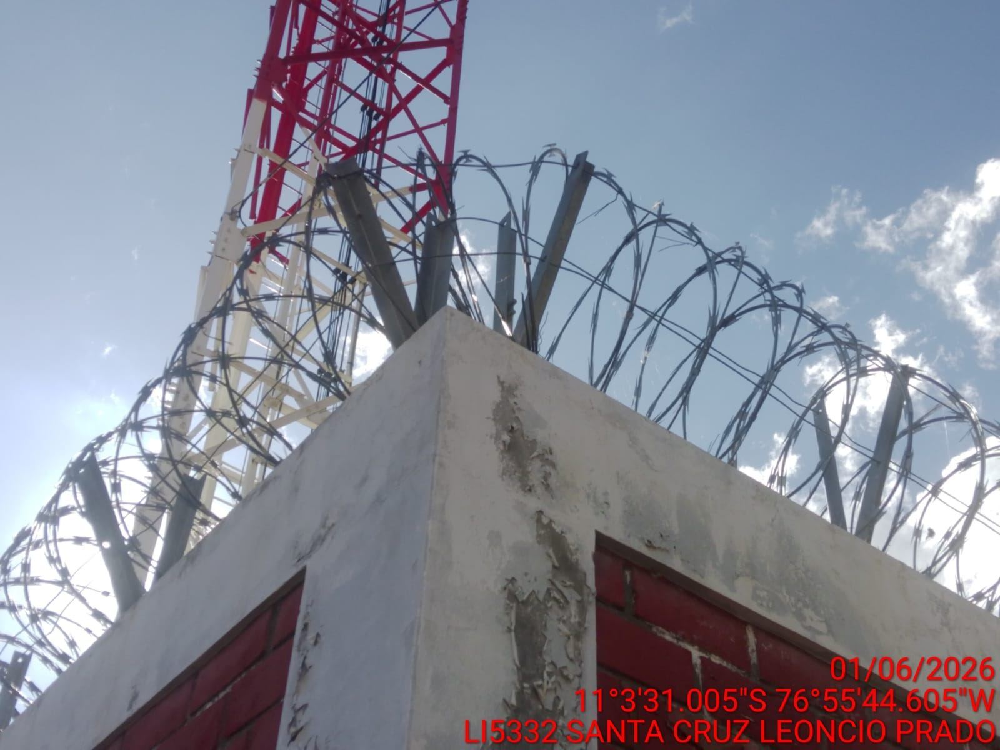 01/06/2026
11°3'31.005"S 76°55'44.605"W
LI5332 SANTA CRUZ LEONCIO PRADO